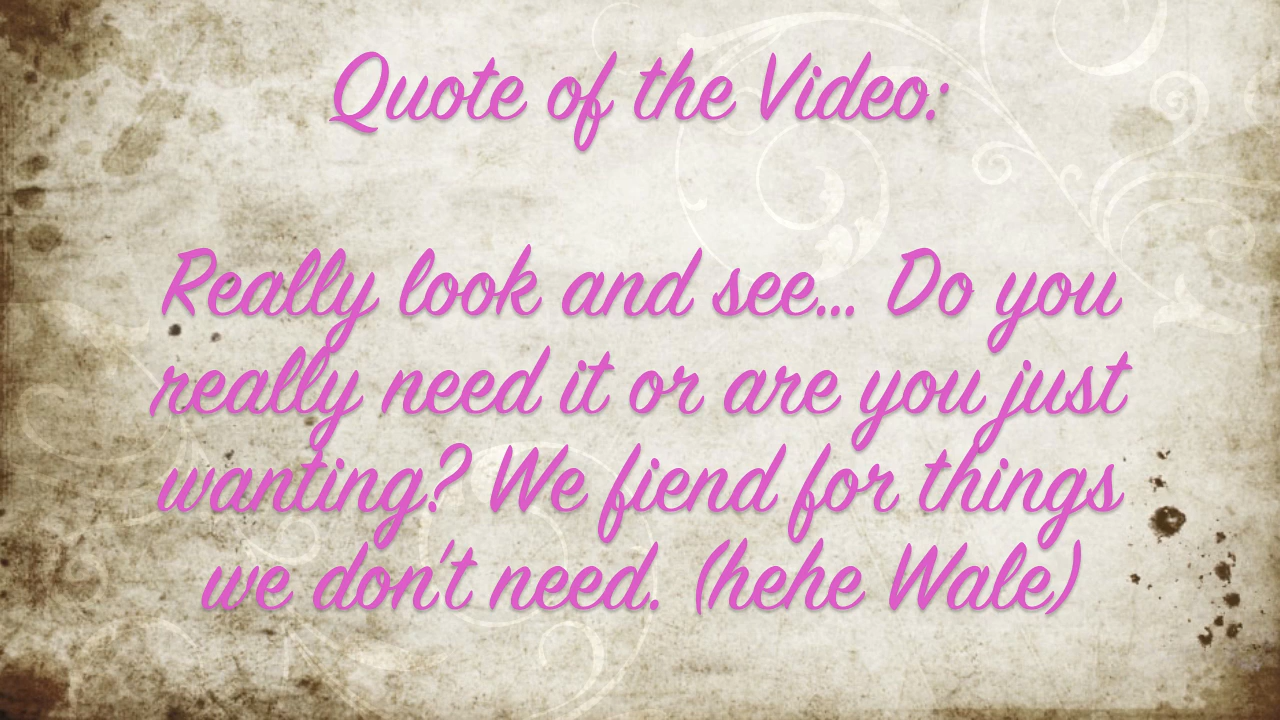 Quote of the Video:
Really look and see... Do you
really need it or are you just
wanting? We fiend for things
we don't need. (hehe Wale)